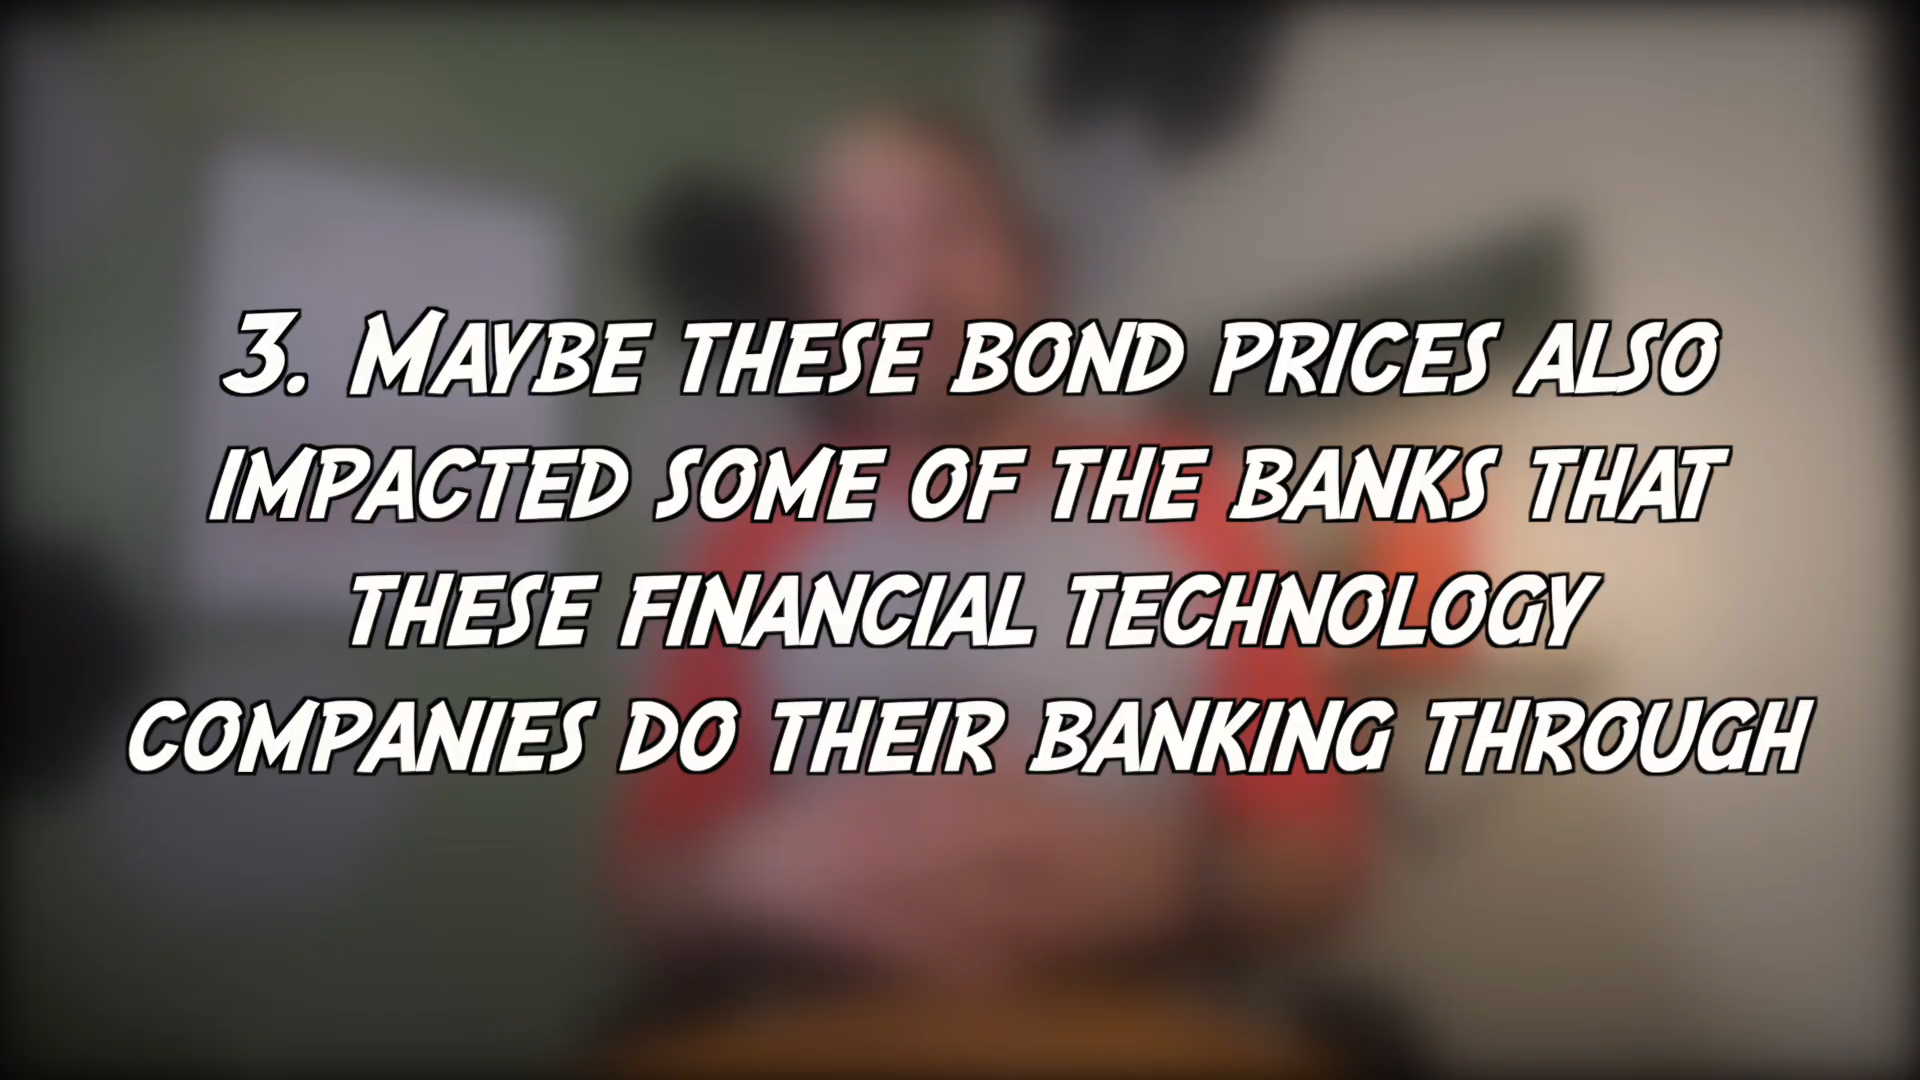 3. Maybe these bond prices also
impacted some of the banks that
these financial technology
companies do their banking through